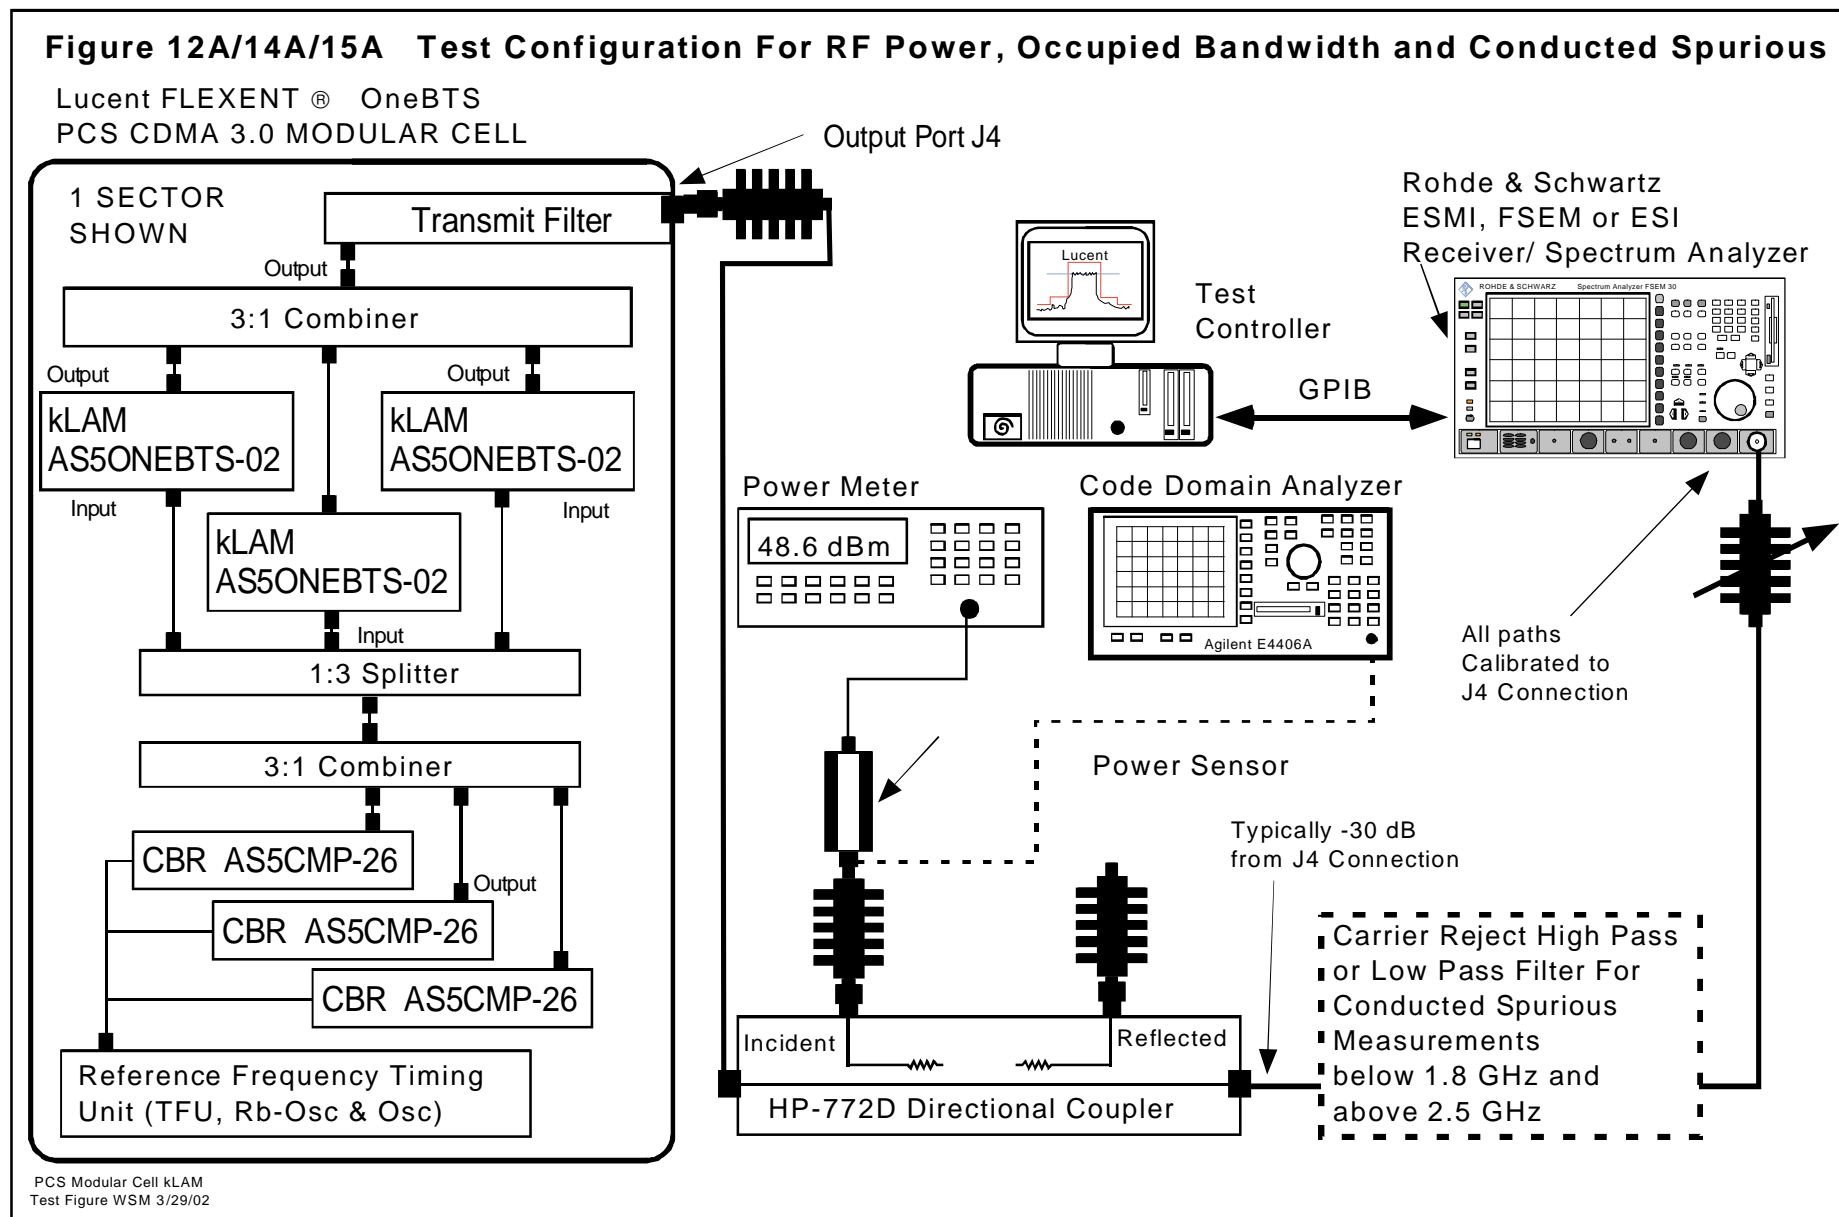 Figure 12A/14A/15A Test Configuration For RF Power, Occupied Bandwidth and Conducted Spurious
Lucent FLEXENT ® OneBTS
PCS CDMA 3.0 MODULAR CELL
Output Port J4
1 SECTOR
SHOWN
Transmit Filter
Output
3:1 Combiner
Output
Output
kLAM
AS5ONEBTS-02
kLAM
AS5ONEBTS-02
Input
Input
kLAM
AS5ONEBTS-02
Input
1:3 Splitter
3:1 Combiner
CBR AS5CMP-26
Output
CBR AS5CMP-26
CBR AS5CMP-26
Reference Frequency Timing
Unit (TFU, Rb-Osc & Osc)
Lucent
Test
Controller
GPIB
Rohde & Schwartz
ESMI, FSEM or ESI
Receiver/ Spectrum Analyzer
ROHDE & SCHWARZ Spectrum Analyzer FSEM 30
Power Meter
48.6 dBm
Code Domain Analyzer
Agilent E4406A
All paths
Calibrated to
J4 Connection
Power Sensor
Typically -30 dB
from J4 Connection
Incident
Reflected
HP-772D Directional Coupler
Carrier Reject High Pass
or Low Pass Filter For
Conducted Spurious
Measurements
below 1.8 GHz and
above 2.5 GHz
PCS Modular Cell kLAM
Test Figure WSM 3/29/02